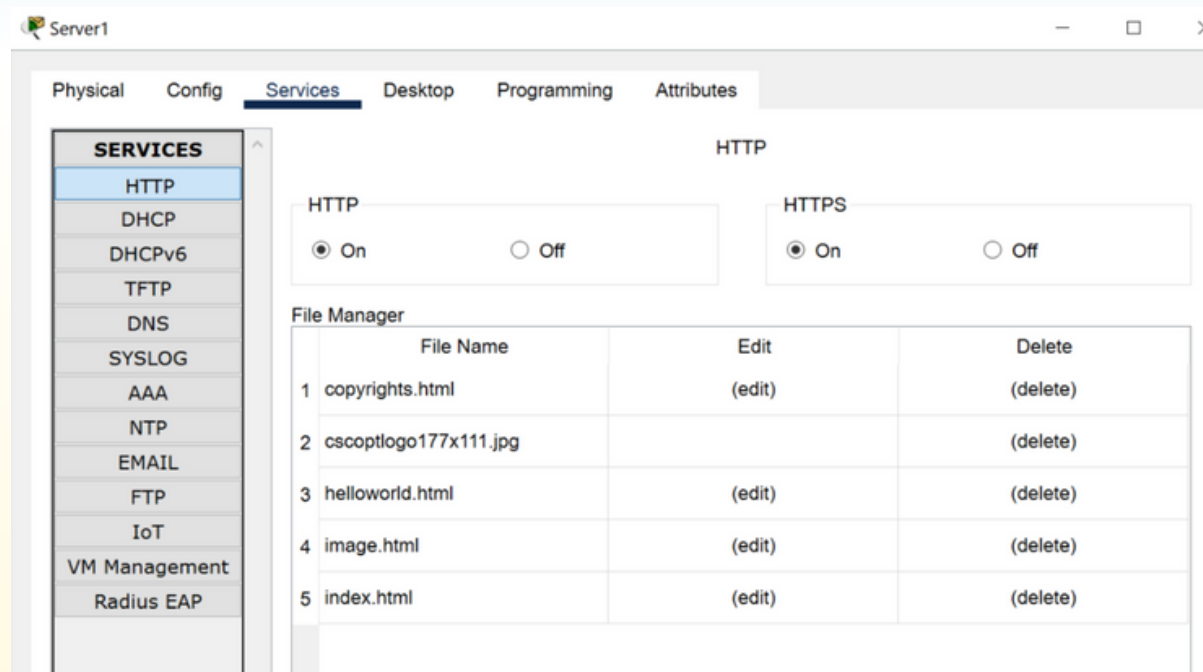 Server1
Physical Config Services Desktop Programming Attributes
SERVICES
HTTP
DHCP
DHCPv6
TFTP
DNS
SYSLOG
AAA
NTP
EMAIL
FTP
IoT
VM Management
Radius EAP
HTTP
HTTP
On Off
HTTPS
On Off
File Manager
File Name Edit Delete
1 copyrights.html (edit) (delete)
2 cscoptlogo177x111.jpg (delete)
3 helloworld.html (edit) (delete)
4 image.html (edit) (delete)
5 index.html (edit) (delete)